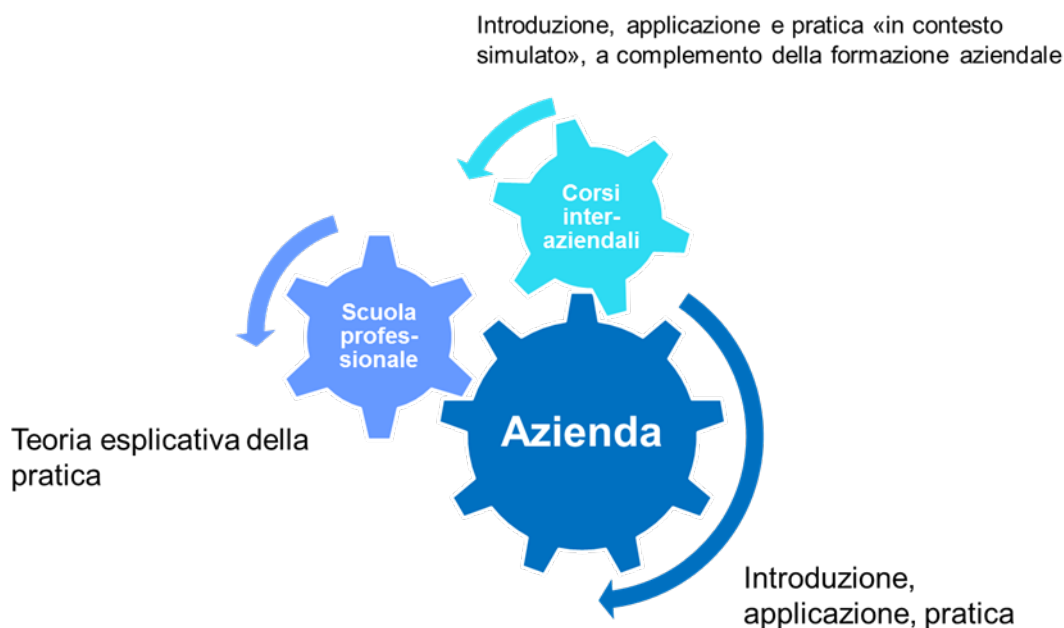 Introduzione, applicazione e pratica «in contesto
simulato», a complemento della formazione aziendale
Corsi
inter-
aziendali
Scuola
profes-
sionale
Azienda
Teoria esplicativa della
pratica
Introduzione,
applicazione, pratica